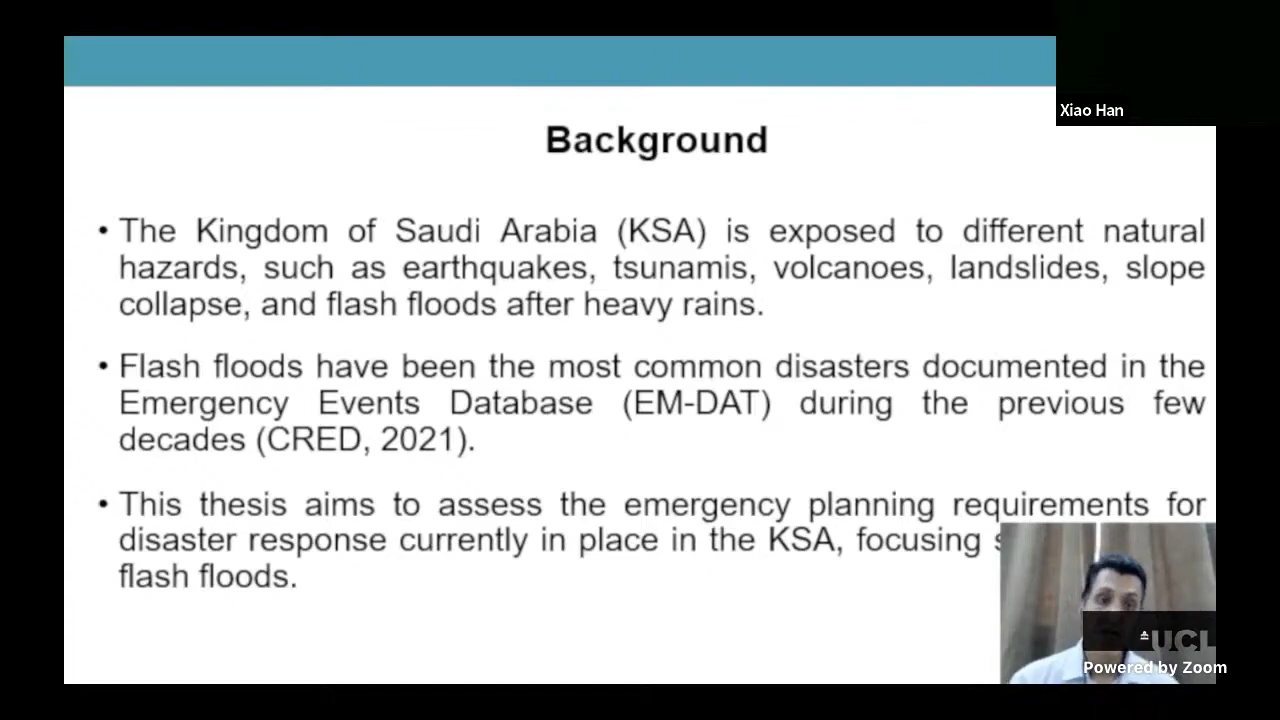 Xiao Han
Background
• The Kingdom of Saudi Arabia (KSA) is exposed to different natural
hazards, such as earthquakes, tsunamis, volcanoes, landslides, slope
collapse, and flash floods after heavy rains.
• Flash floods have been the most common disasters documented in the
Emergency Events Database (EM-DAT) during the previous few
decades (CRED, 2021).
• This thesis aims to assess the emergency planning requirements for
disaster response currently in place in the KSA, focusing
flash floods.
UCL
Powered by Zoom